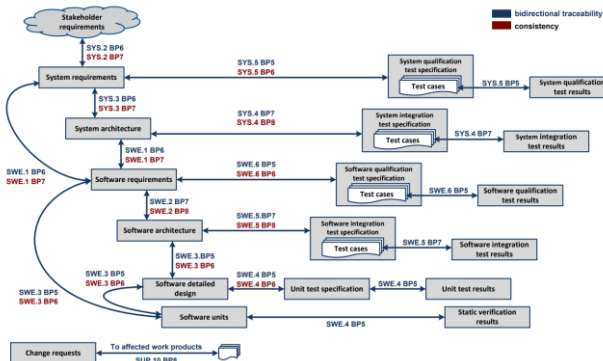 Stakeholder
requirements
bidirectional traceability
consistency
SYS.2 BP6
SYS.2 BP7
System requirements
SYS.5 BP5
SYS.5 BP6
System qualification
test specification
Test cases
SYS.5 BP5
System qualification
test results
SYS.3 BP6
SYS.3 BP7
System architecture
SYS.4 BP7
SYS.4 BP8
System integration
test specification
Test cases
SYS.4 BP7
System integration
test results
SWE.1 BP6
SWE.1 BP7
SWE.1 BP6
SWE.1 BP7
Software requirements
SWE.6 BP5
SWE.6 BP6
Software qualification
test specification
Test cases
SWE.6 BP5
Software qualification
test results
SWE.2 BP7
SWE.2 BP8
Software architecture
SWE.5 BP7
SWE.5 BP8
Software integration
test specification
Test cases
SWE.5 BP7
Software integration
test results
SWE.3 BP5
SWE.3 BP6
SWE.3 BP5
SWE.3 BP6
SWE.3 BP5
SWE.3 BP6
Software detailed
design
SWE.4 BP5
SWE.4 BP6
Unit test specification
SWE.4 BP5
Unit test results
Software units
SWE.4 BP5
Static verification
results
Change requests
To affected work products
SUP.10 BP8